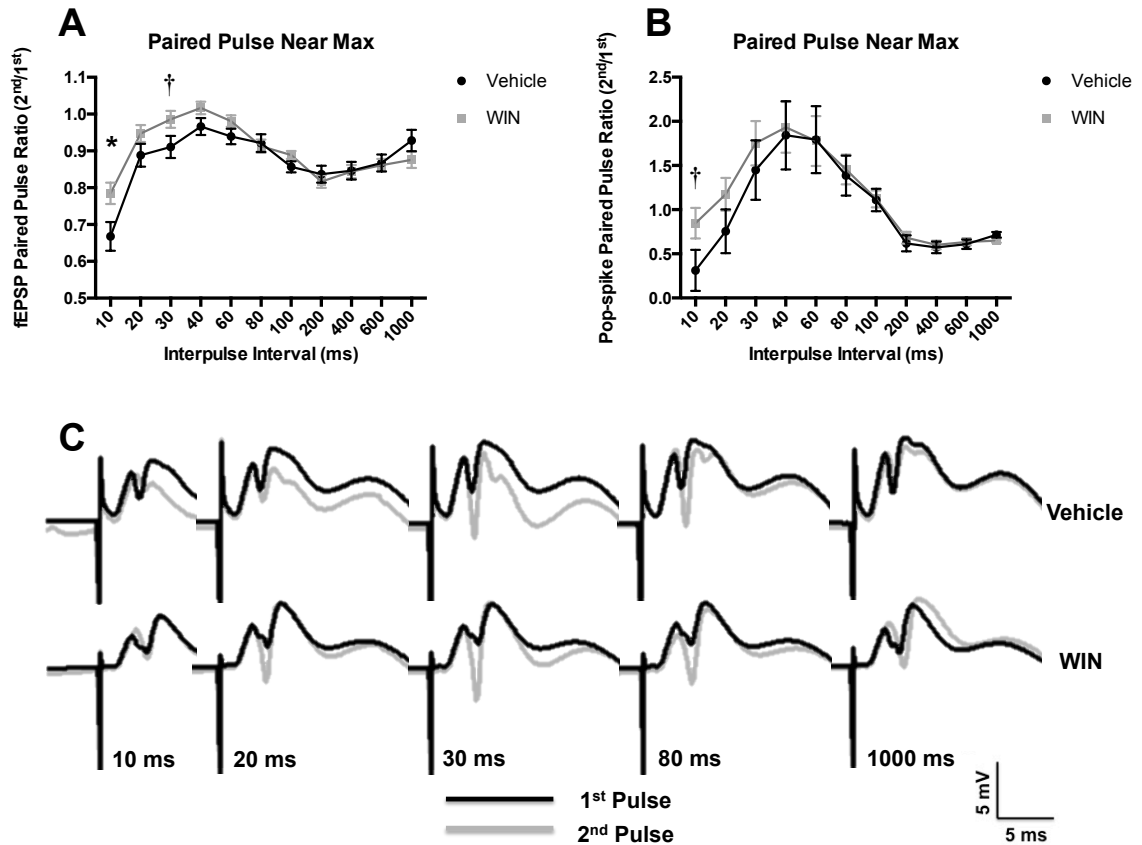 A
Paired Pulse Near Max
fEPSP Paired Pulse Ratio (2nd/1st)
1.1
1.0
0.9
0.8
0.7
0.6
0.5
*
†
10
20
30
40
60
80
100
200
400
600
1000
Interpulse Interval (ms)
Vehicle
WIN
B
Paired Pulse Near Max
Pop-spike Paired Pulse Ratio (2nd/1st)
2.5
2.0
1.5
1.0
0.5
0.0
†
10
20
30
40
60
80
100
200
400
600
1000
Interpulse Interval (ms)
Vehicle
WIN
C
Vehicle
WIN
10 ms
20 ms
30 ms
80 ms
1000 ms
1st Pulse
2nd Pulse
5 mV
5 ms